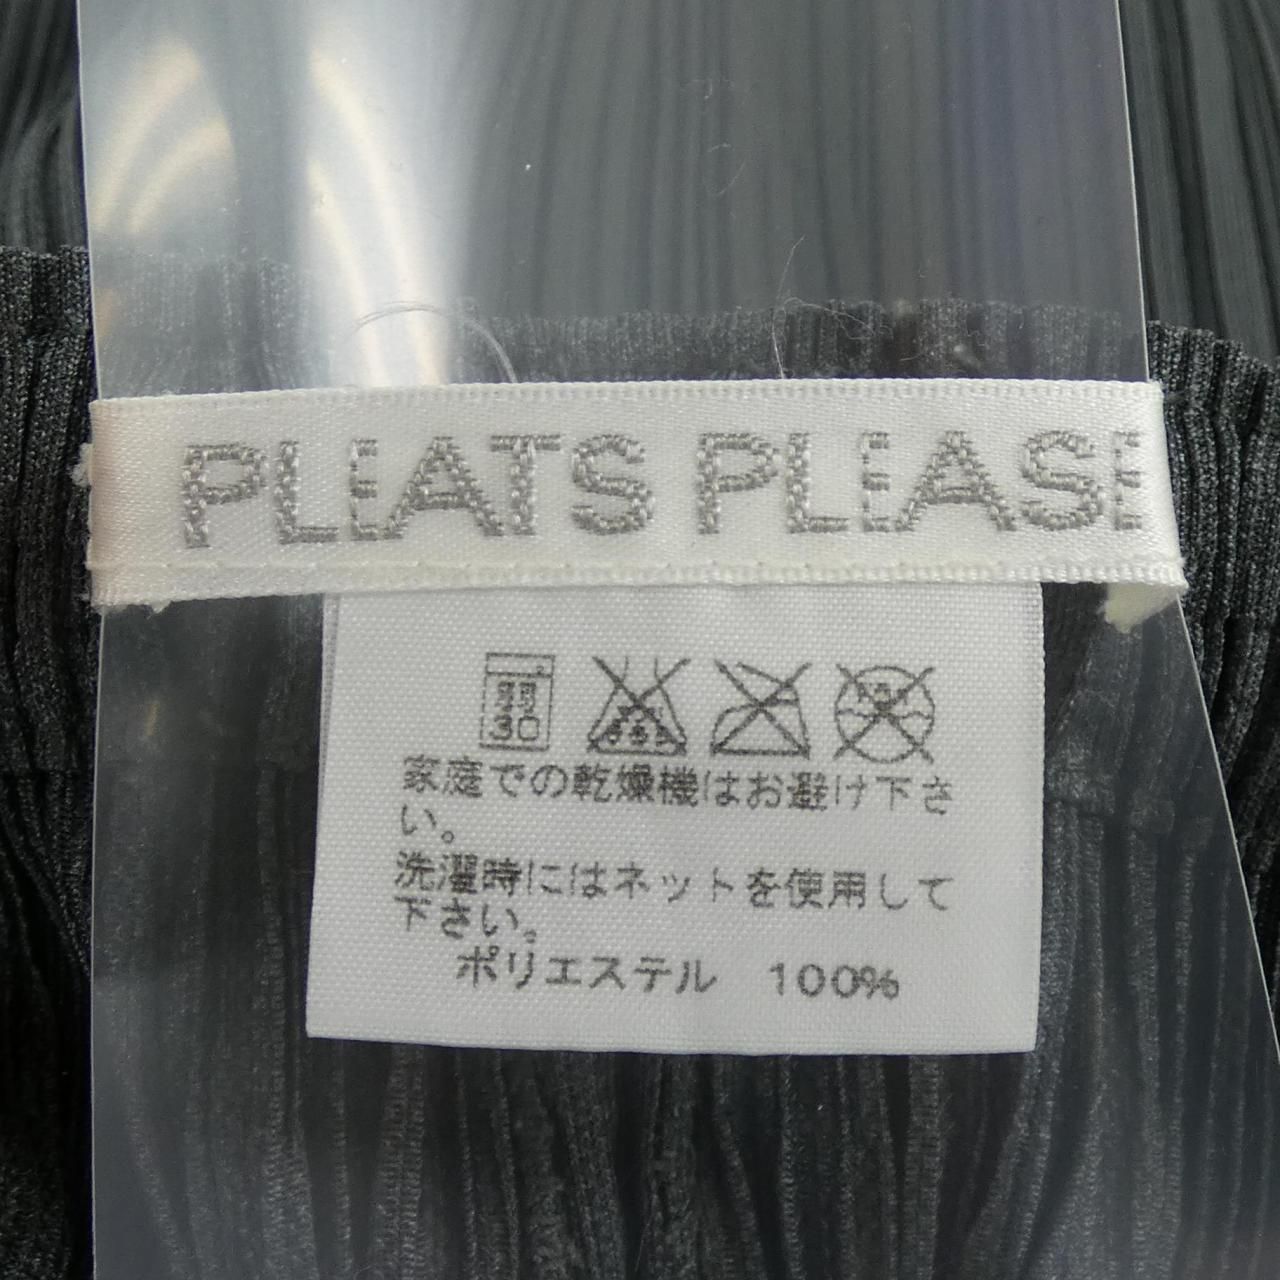 PLEATS PLEASE
30
家庭での乾燥機はお避け下さ
い。
洗濯時にはネットを使用して
下さい。
ポリエステル 100%